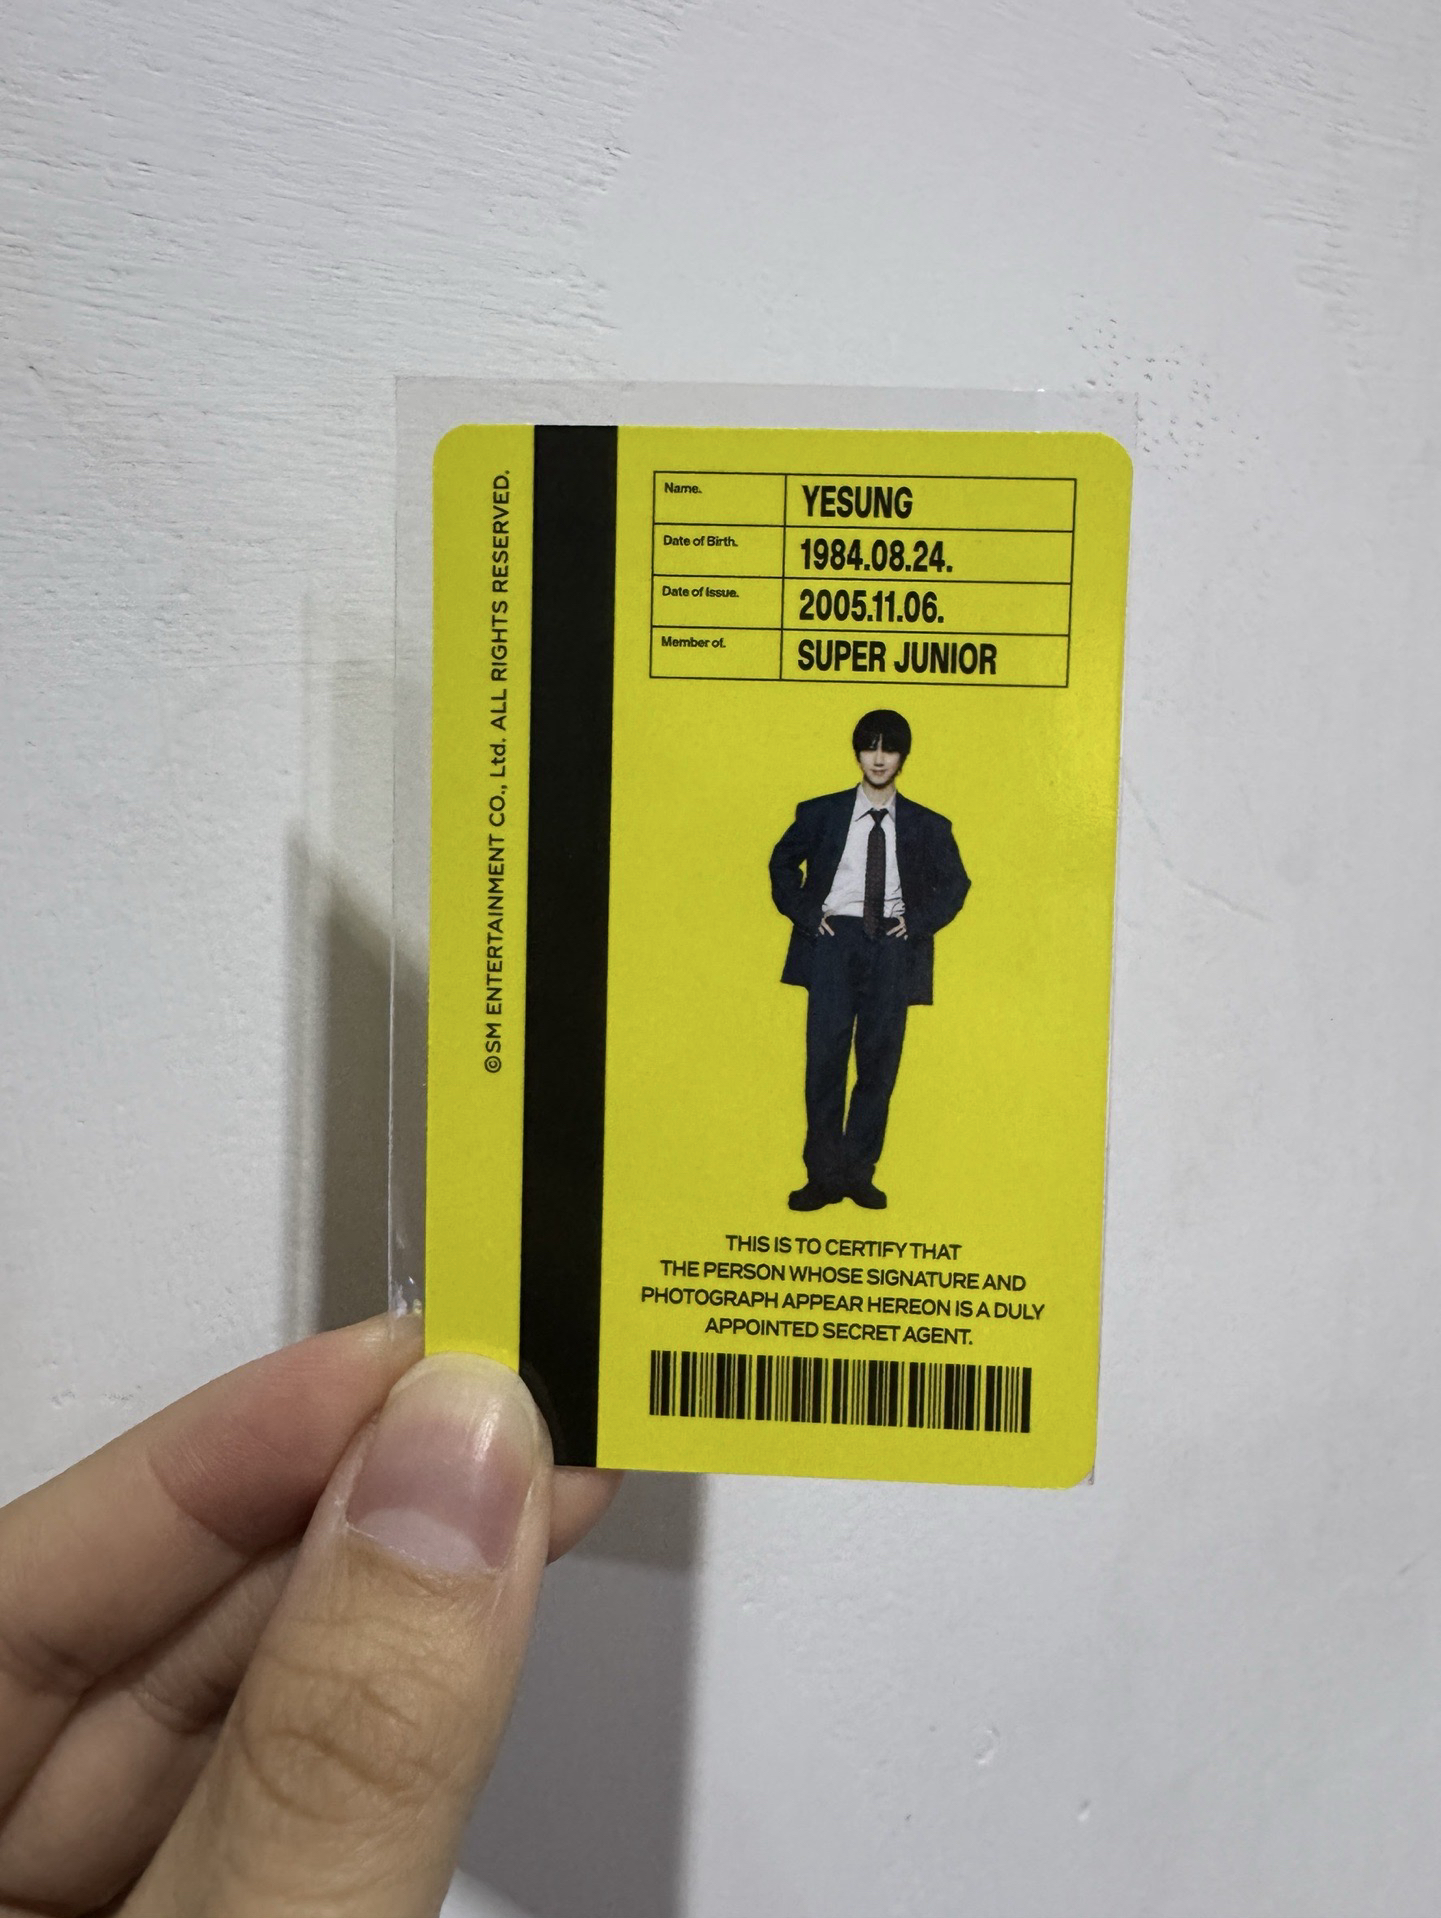 ©SM ENTERTAINMENT CO., Ltd. ALL RIGHTS RESERVED.
Name. YESUNG
Date of Birth. 1984.08.24.
Date of Issue. 2005.11.06.
Member of. SUPER JUNIOR
THIS IS TO CERTIFY THAT
THE PERSON WHOSE SIGNATURE AND
PHOTOGRAPH APPEAR HEREON IS A DULY
APPOINTED SECRET AGENT.